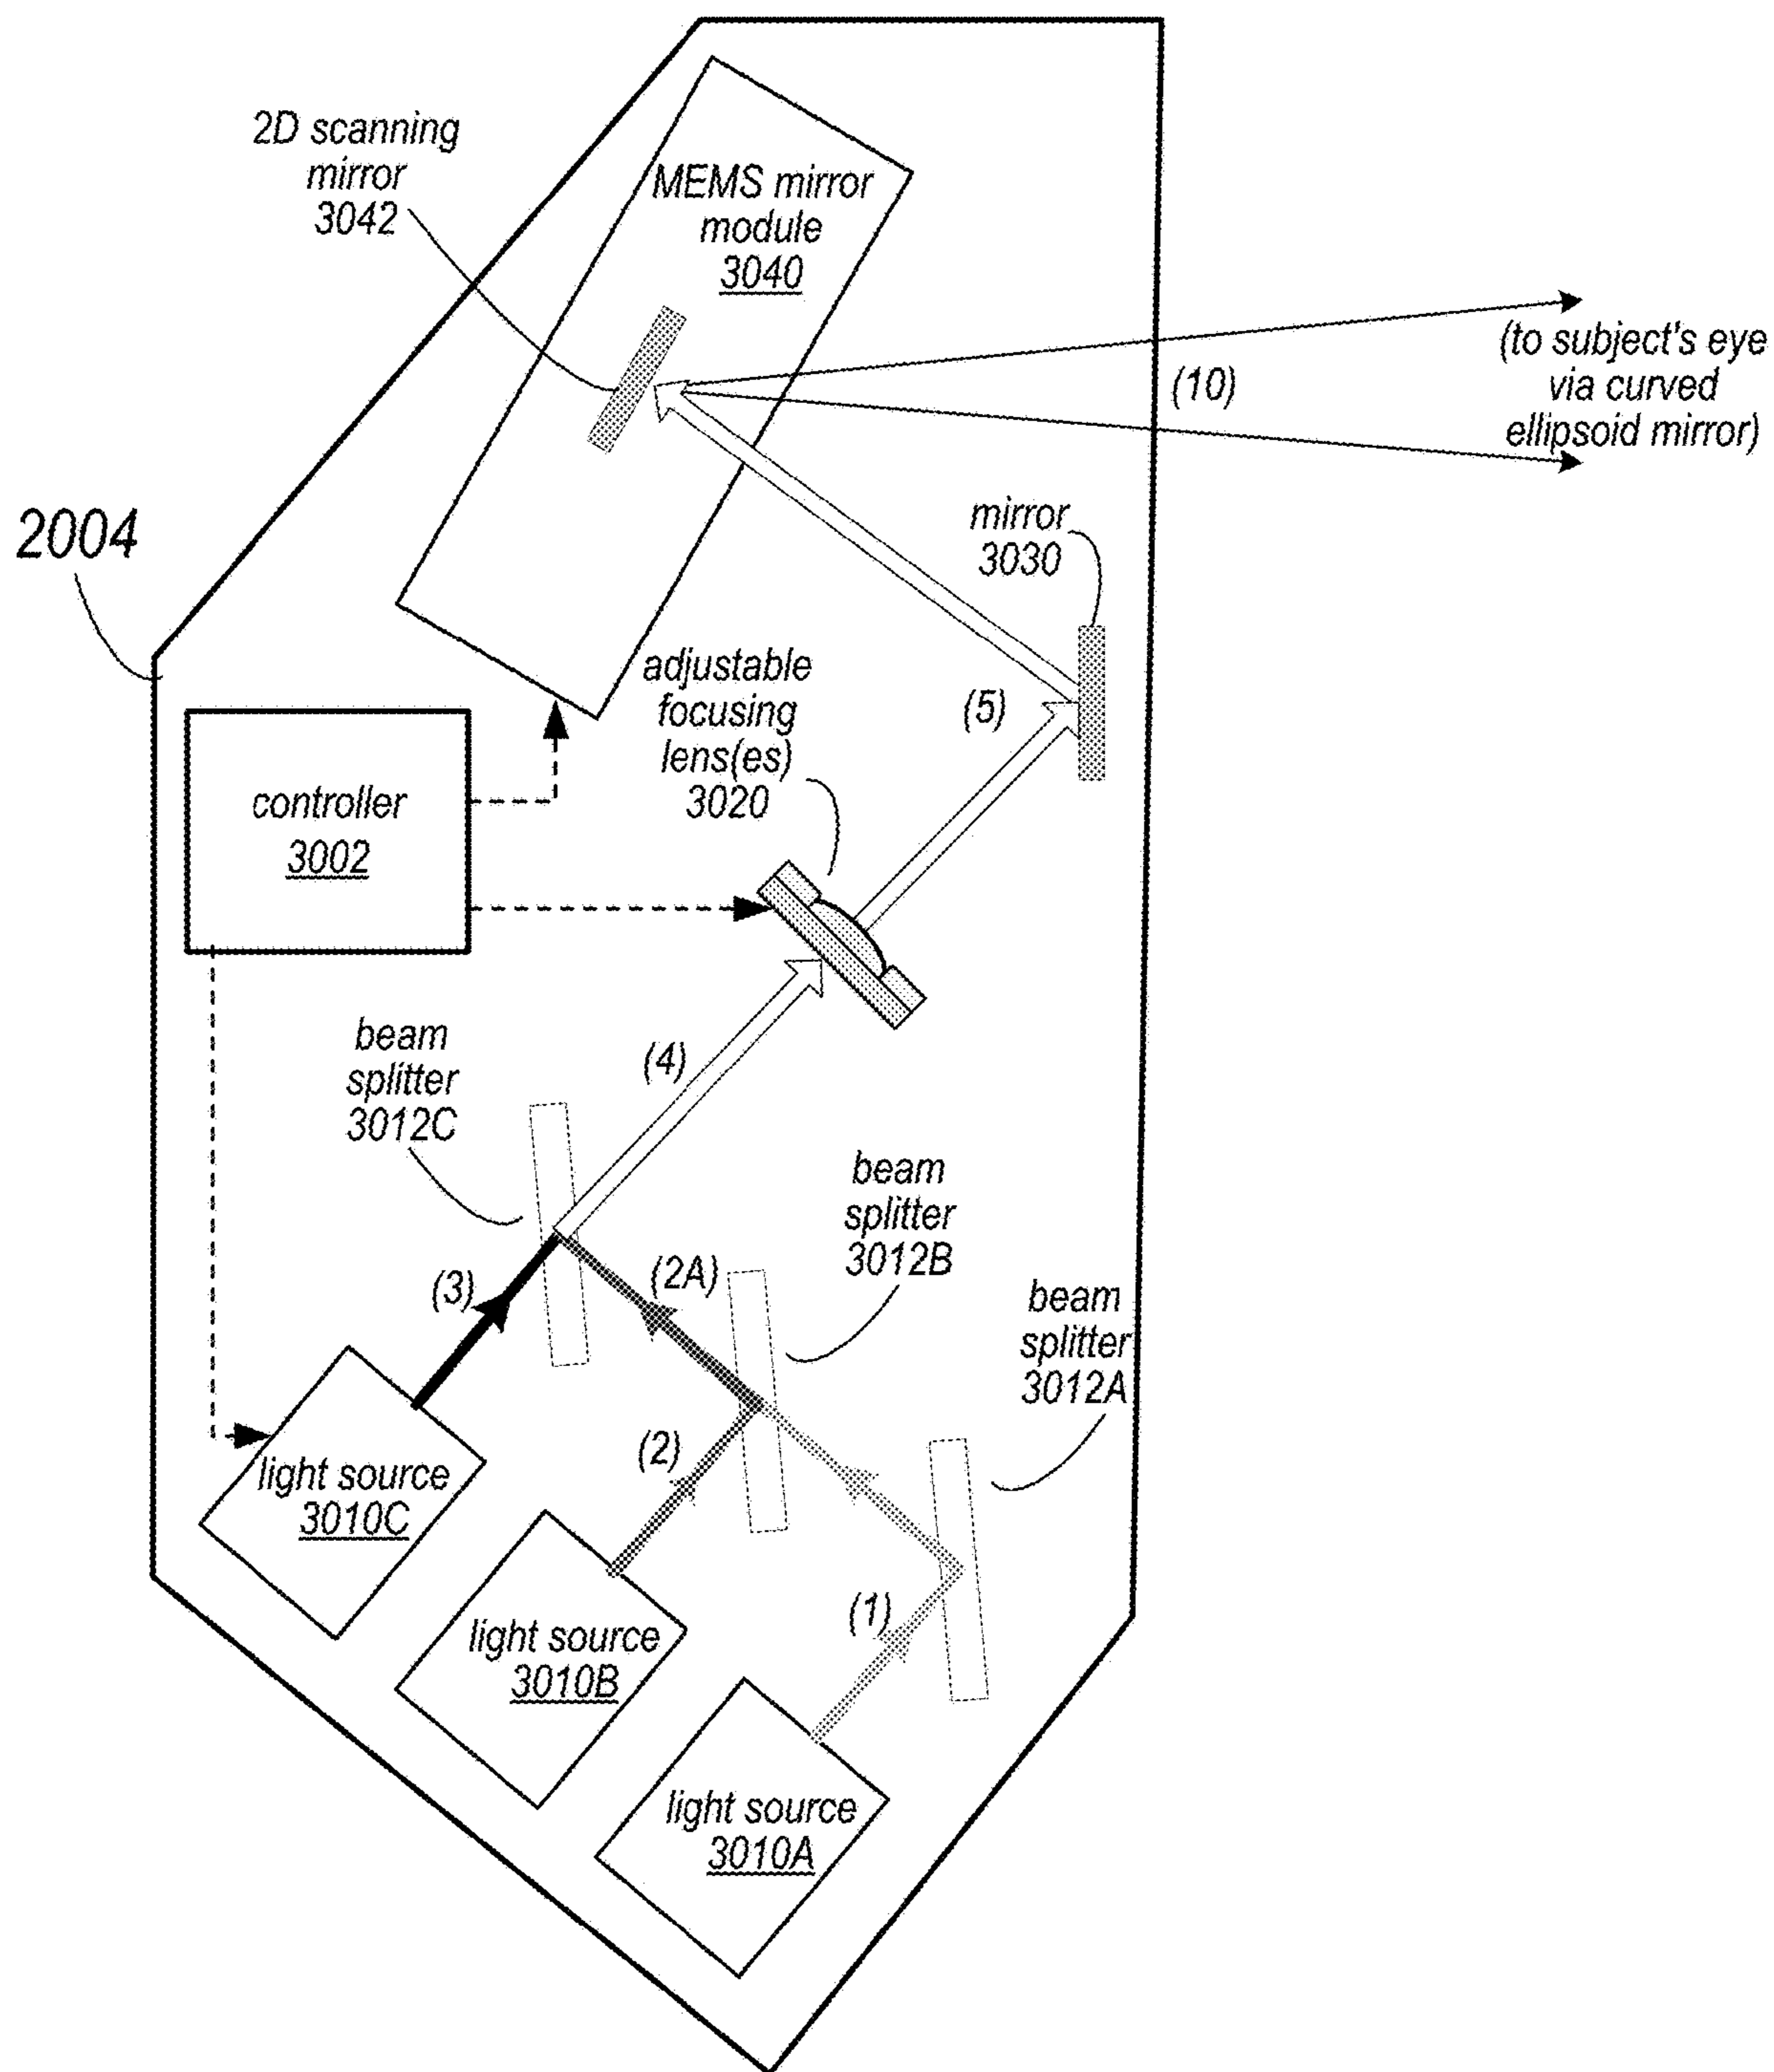 2D scanning
mirror
3042
MEMS mirror
module
3040
(to subject's eye
via curved
ellipsoid mirror)
(10)
2004
mirror
3030
adjustable
focusing
lens(es)
3020
(5)
controller
3002
beam
splitter
3012C
(4)
beam
splitter
3012B
(2A)
(3)
beam
splitter
3012A
(2)
light source
3010C
(1)
light source
3010B
light source
3010A